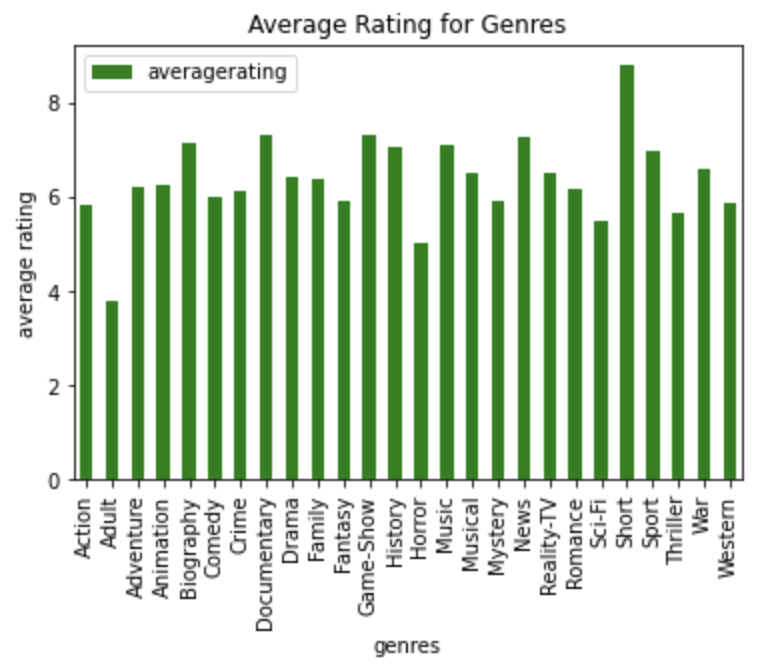 Average Rating for Genres
averagerating
average rating
8
6
4
2
0
Action
Adult
Adventure
Animation
Biography
Comedy
Crime
Documentary
Drama
Family
Fantasy
Game-Show
History
Horror
Music
Musical
Mystery
News
Reality-TV
Romance
Sci-Fi
Short
Sport
Thriller
War
Western
genres